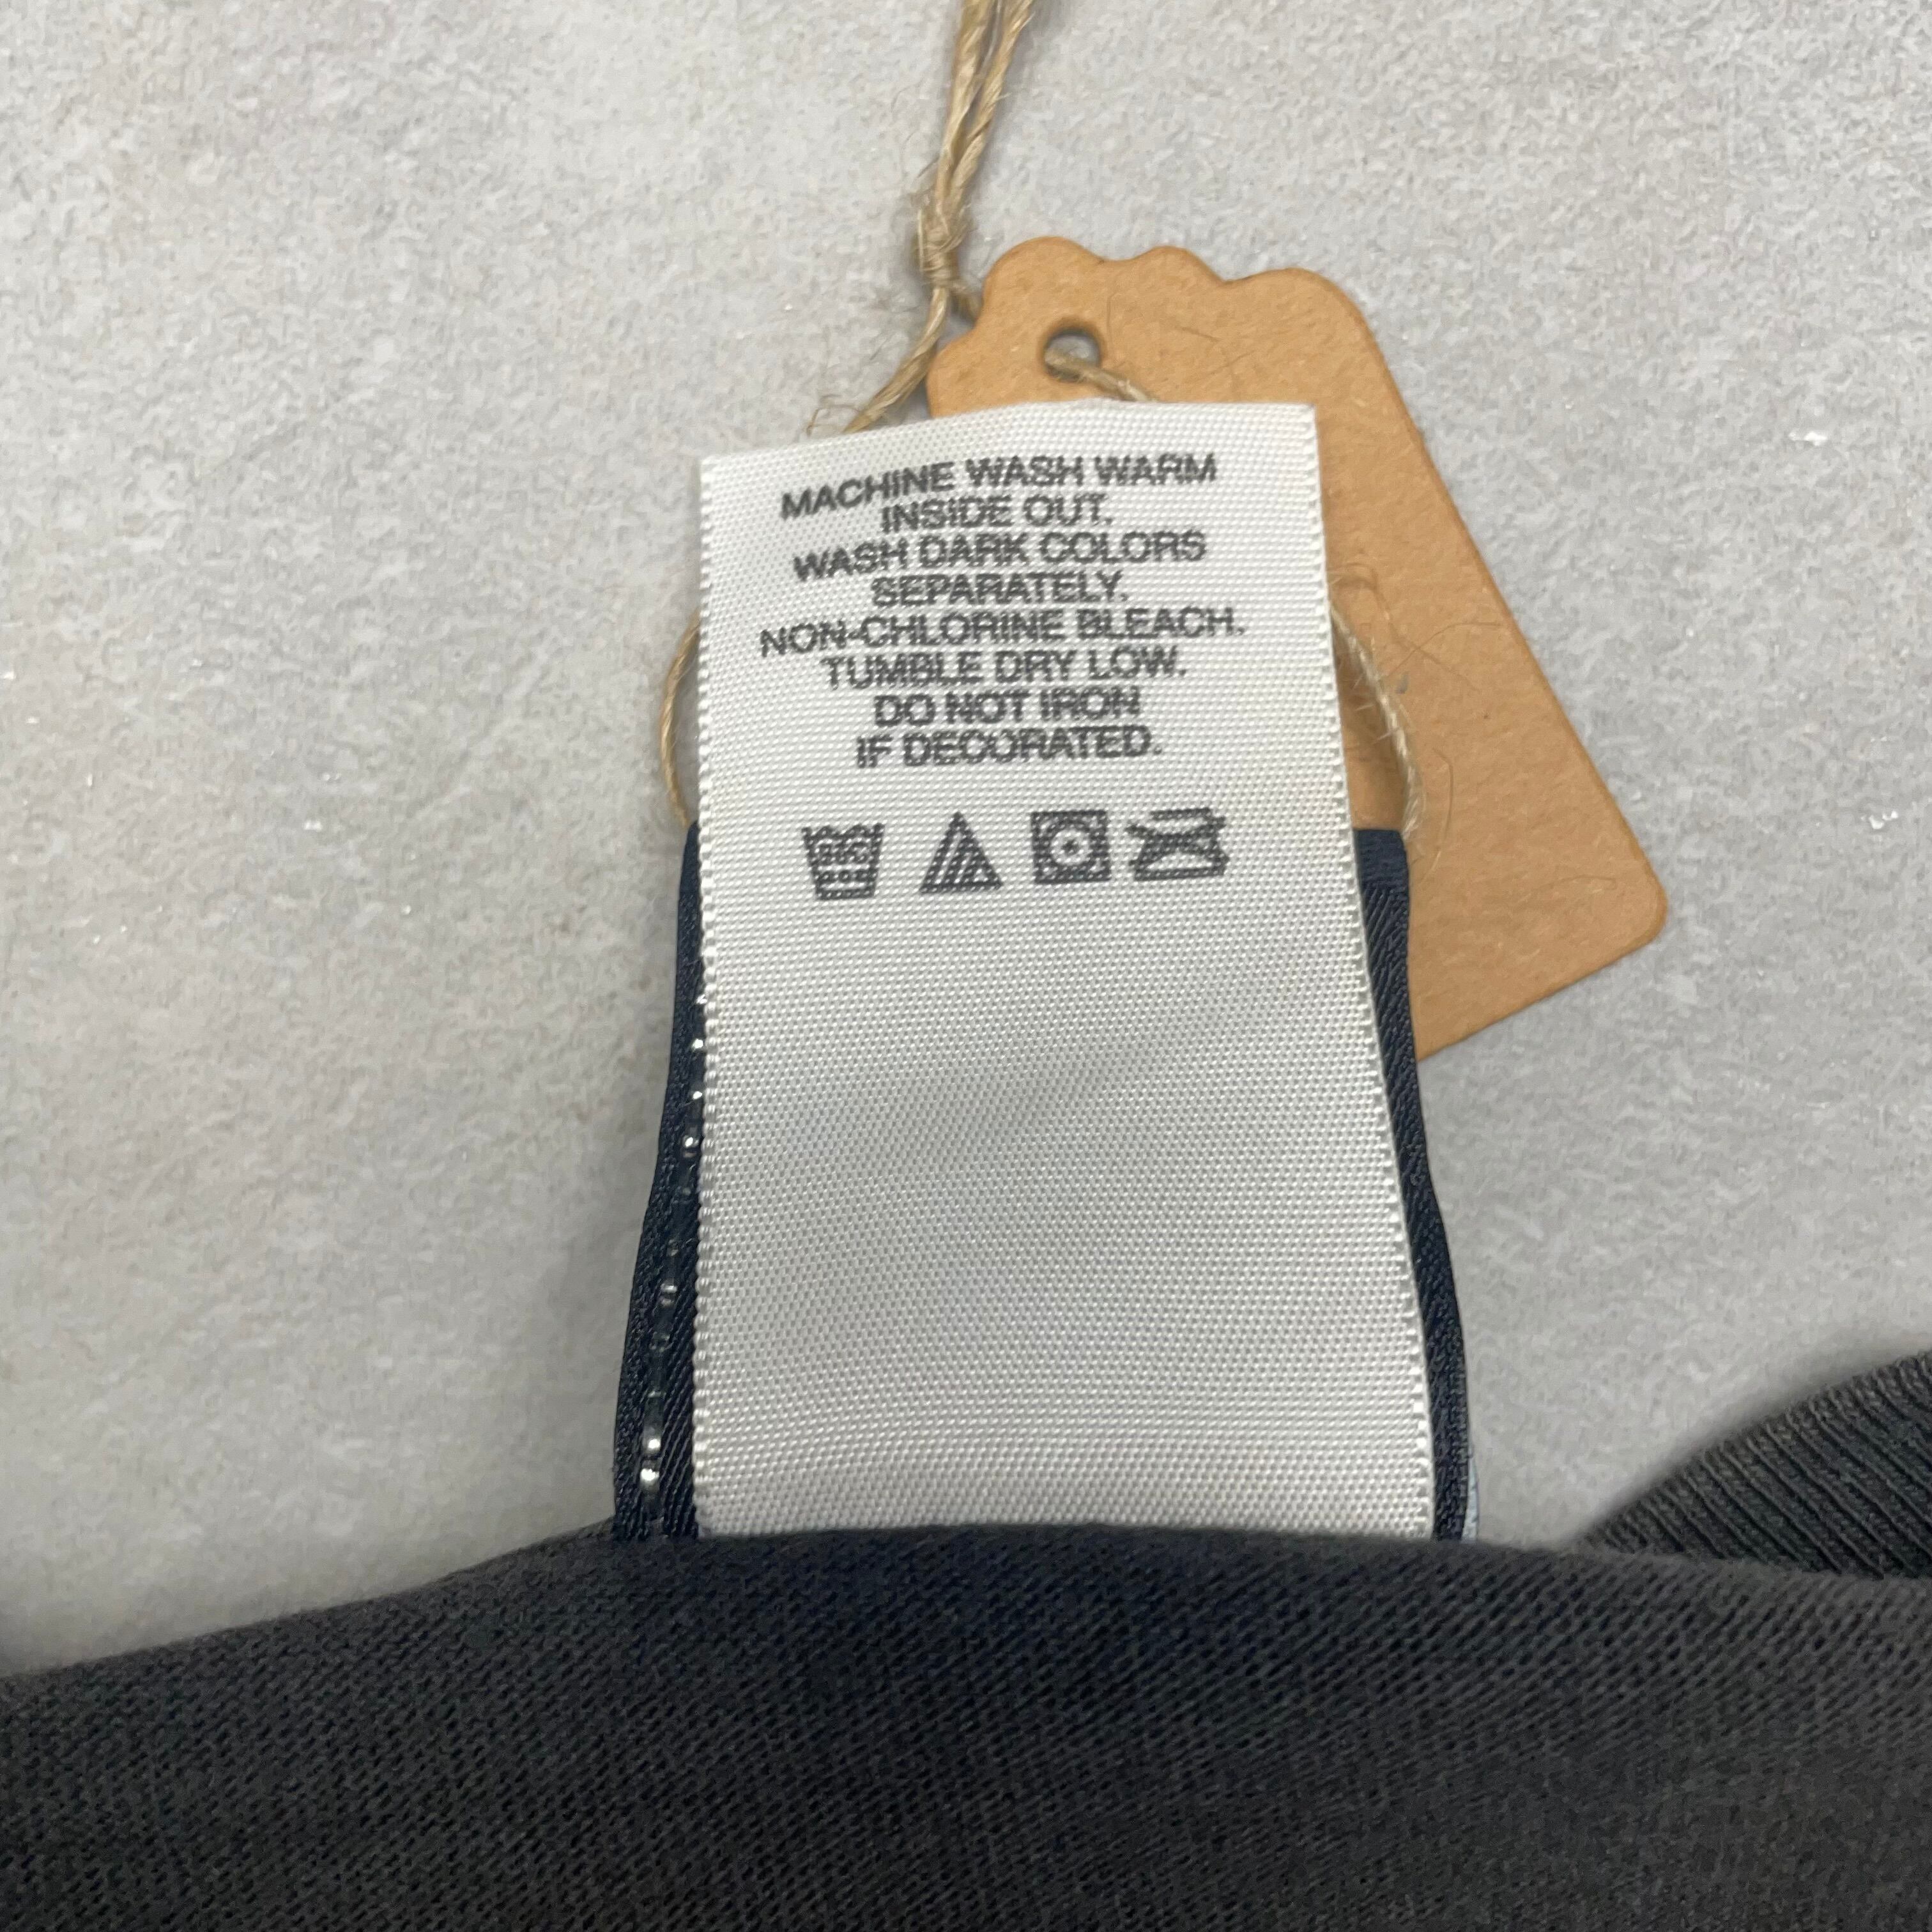 MACHINE WASH WARM
INSIDE OUT.
WASH DARK COLORS
SEPARATELY.
NON-CHLORINE BLEACH.
TUMBLE DRY LOW.
DO NOT IRON
IF DECORATED.